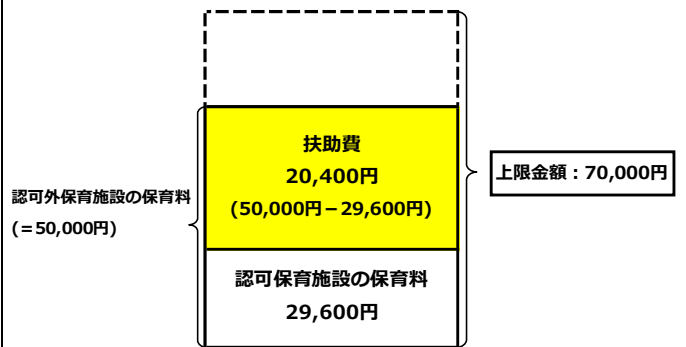 扶助費
20,400円
(50,000円－29,600円)
上限金額：70,000円
認可外保育施設の保育料
(＝50,000円)
認可保育施設の保育料
29,600円